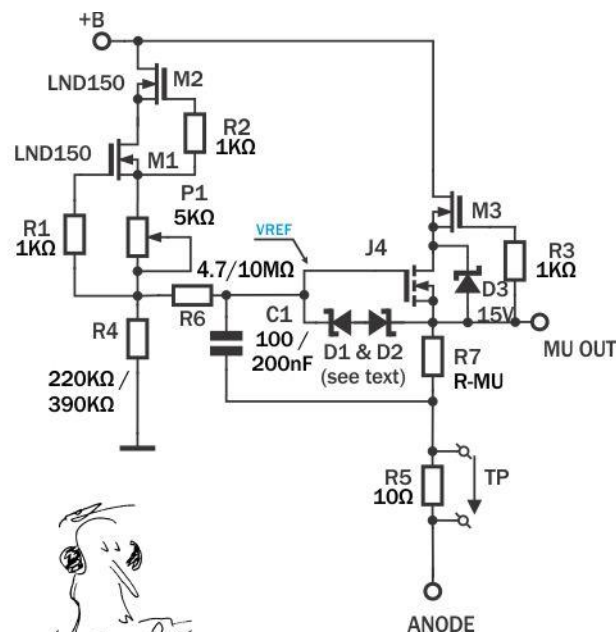 +B
LND150
M2
R2
1KΩ
LND150
M1
P1
5KΩ
R1
1KΩ
VREF
J4
M3
R3
1KΩ
4.7/10MΩ
R6
C1
100 /
200nF
D1 & D2
(see text)
D3
15V
MU OUT
R4
220KΩ /
390KΩ
R7
R-MU
R5
10Ω
TP
ANODE